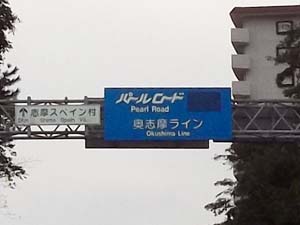 ↑志摩スペイン村
Shima Spain Vil.
パールロード
Pearl Road
奥志摩ライン
Okushima Line